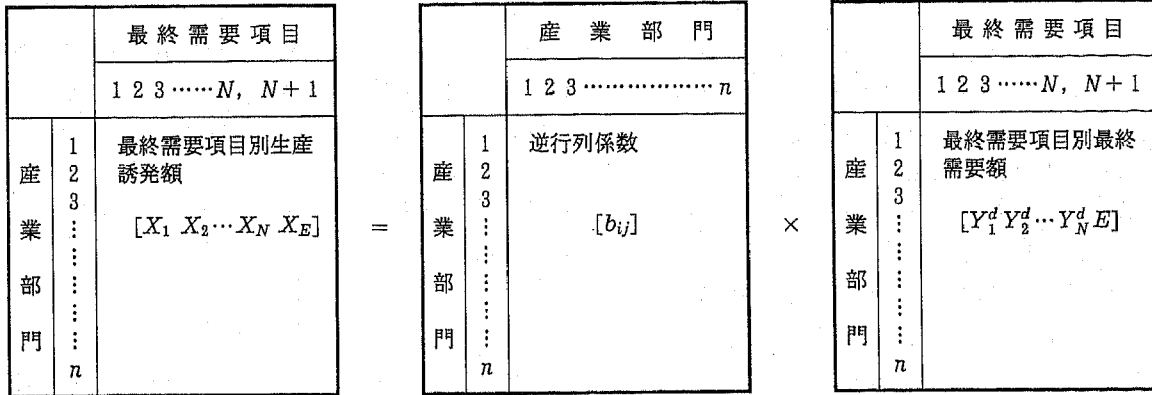 最終需要項目
1 2 3 ……N, N+1
産業部門
1
2
3
⋮
n
最終需要項目別生産
誘発額
[X₁ X₂…X_N X_E]
=
産業部門
1 2 3 ……………… n
産業部門
1
2
3
⋮
n
逆行列係数
[b_{ij}]
×
最終需要項目
1 2 3 ……N, N+1
産業部門
1
2
3
⋮
n
最終需要項目別最終
需要額
[Y₁^d Y₂^d…Y_N^d E]